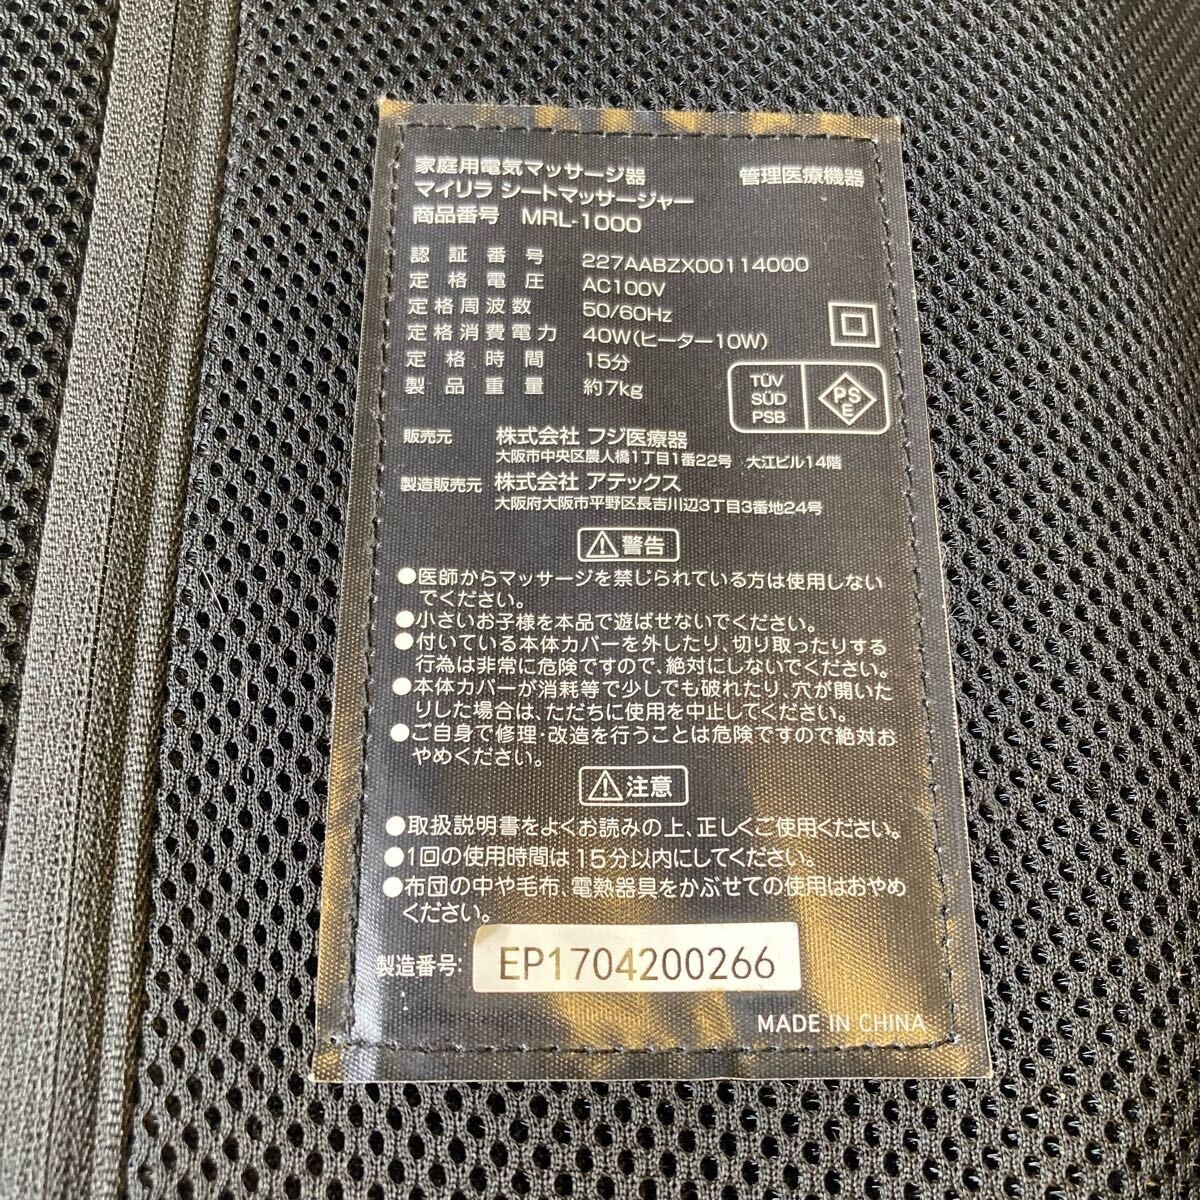 家庭用電気マッサージ器 管理医療機器
マイリラ シートマッサージャー
商品番号 MRL-1000
認証番号 227AABZX00114000
定格電圧 AC100V
定格周波数 50/60Hz
定格消費電力 40W(ヒーター10W)
定格時間 15分
製品重量 約7kg
TÜV
SÜD
PSB
PS
E
販売元 株式会社 フジ医療器
大阪市中央区農人橋1丁目1番22号 大江ビル14階
製造販売元 株式会社 アテックス
大阪府大阪市平野区長吉川辺3丁目3番地24号
警告
●医師からマッサージを禁じられている方は使用しない
でください。
●小さいお子様を本品で遊ばせないでください。
●付いている本体カバーを外したり、切り取ったりする
行為は非常に危険ですので、絶対にしないでください。
●本体カバーが消耗等で少しでも破れたり、穴が開いた
りした場合は、ただちに使用を中止してください。
●ご自身で修理・改造を行うことは危険ですので絶対お
やめください。
注意
●取扱説明書をよくお読みの上、正しくご使用ください。
●1回の使用時間は15分以内にしてください。
●布団の中や毛布、電熱器具をかぶせての使用はおやめ
ください。
製造番号: EP1704200266
MADE IN CHINA